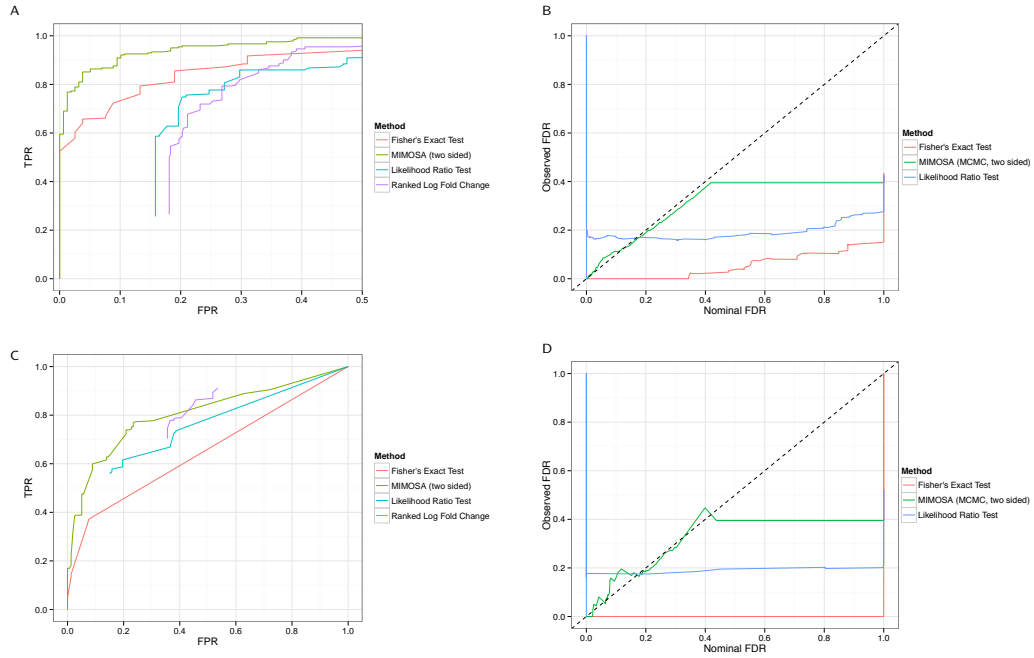 A
1.0
0.8
0.6
0.4
0.2
0.0
TPR
0.0
0.1
0.2
0.3
0.4
0.5
FPR
Method
Fisher's Exact Test
MIMOSA (two sided)
Likelihood Ratio Test
Ranked Log Fold Change
B
1.0
0.8
0.6
0.4
0.2
0.0
Observed FDR
0.0
0.2
0.4
0.6
0.8
1.0
Nominal FDR
Method
Fisher's Exact Test
MIMOSA (MCMC, two sided)
Likelihood Ratio Test
C
1.0
0.8
0.6
0.4
0.2
0.0
TPR
0.0
0.2
0.4
0.6
0.8
1.0
FPR
Method
Fisher's Exact Test
MIMOSA (two sided)
Likelihood Ratio Test
Ranked Log Fold Change
D
1.0
0.8
0.6
0.4
0.2
0.0
Observed FDR
0.0
0.2
0.4
0.6
0.8
1.0
Nominal FDR
Method
Fisher's Exact Test
MIMOSA (MCMC, two sided)
Likelihood Ratio Test